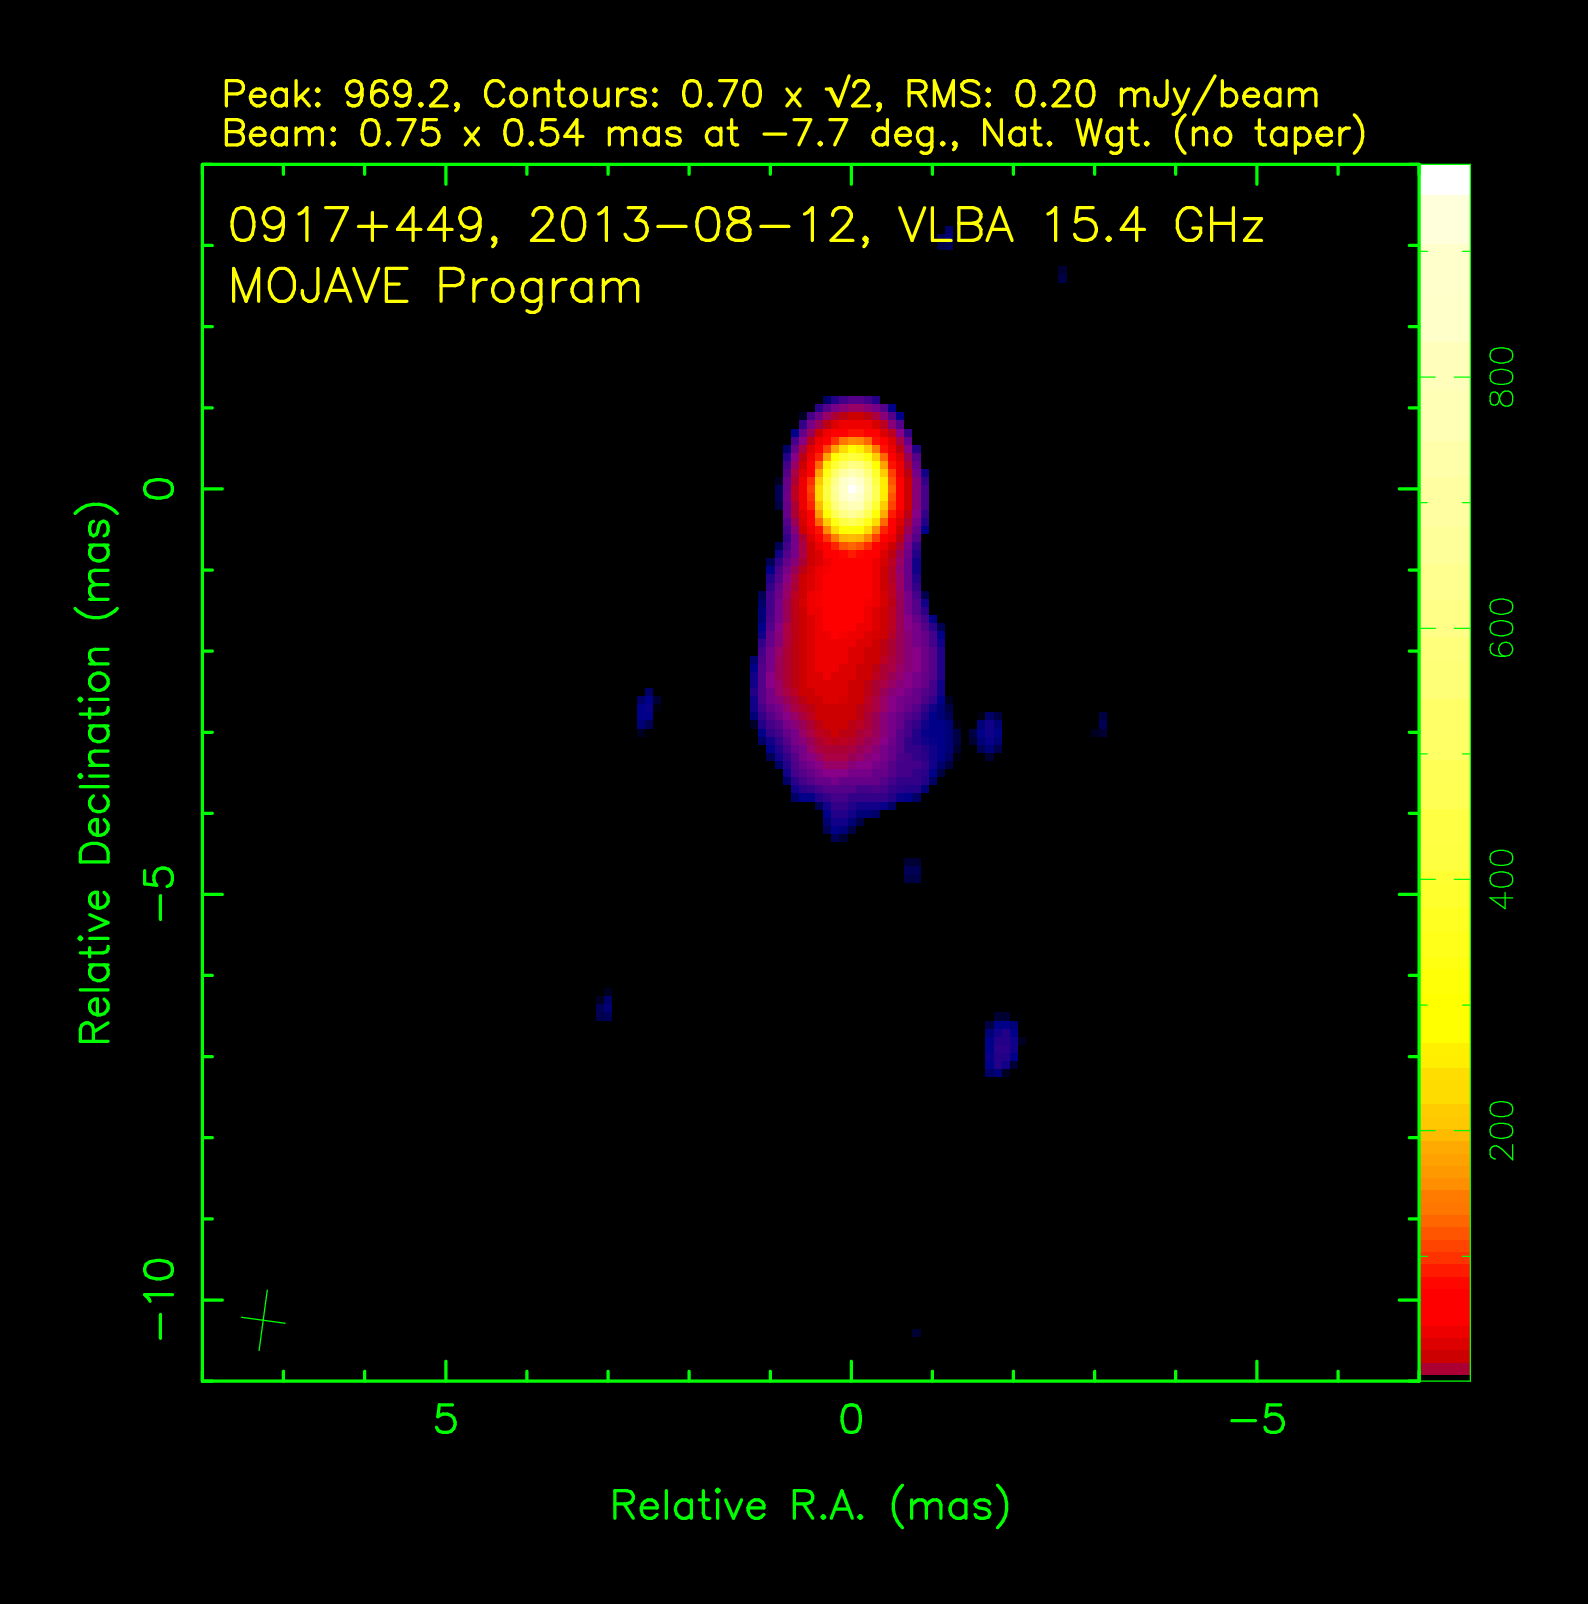 Peak: 969.2, Contours: 0.70 x √2, RMS: 0.20 mJy/beam
Beam: 0.75 x 0.54 mas at −7.7 deg., Nat. Wgt. (no taper)
0917+449, 2013−08−12, VLBA 15.4 GHz
MOJAVE Program
Relative Declination (mas)
0
−5
−10
800
600
400
200
5
0
−5
Relative R.A. (mas)